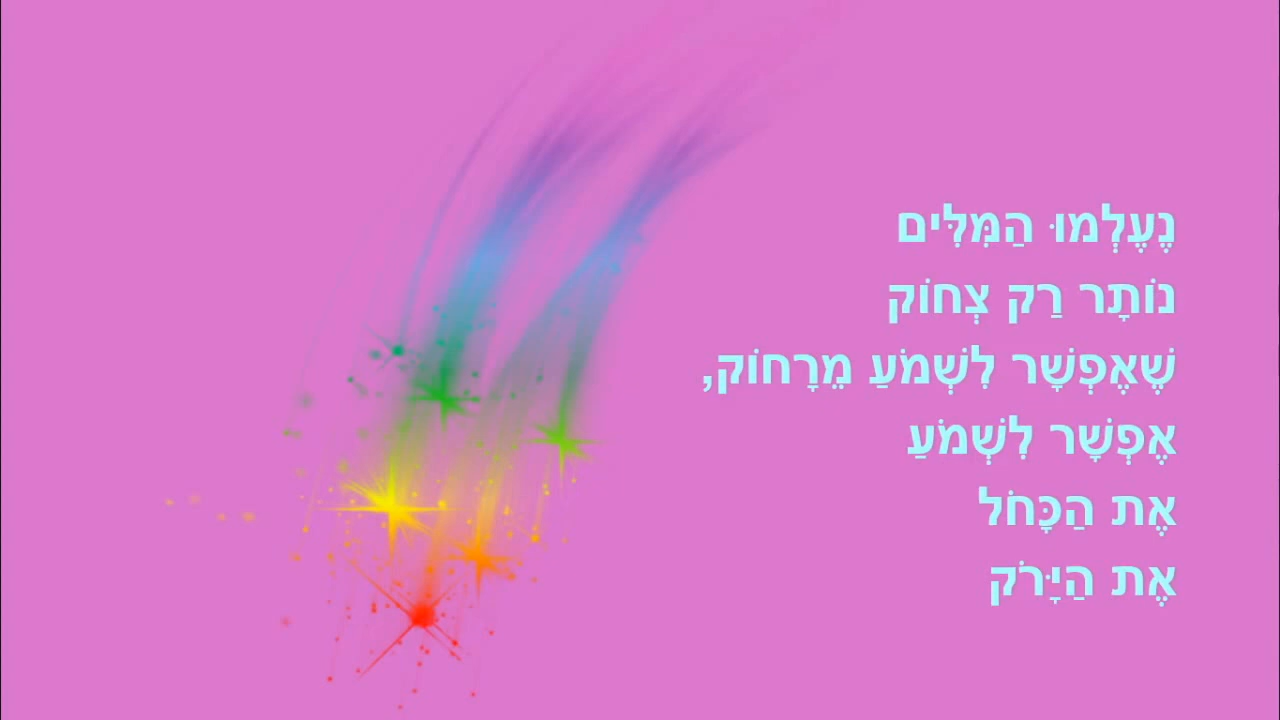 נֶעֶלְמוּ הַמִּלִּים
נוֹתָר רַק צְחוֹק
שֶׁאֶפְשָׁר לִשְׁמֹעַ מֵרָחוֹק,
אֶפְשָׁר לִשְׁמֹעַ
אֶת הַכָּחֹל
אֶת הַיָּרֹק